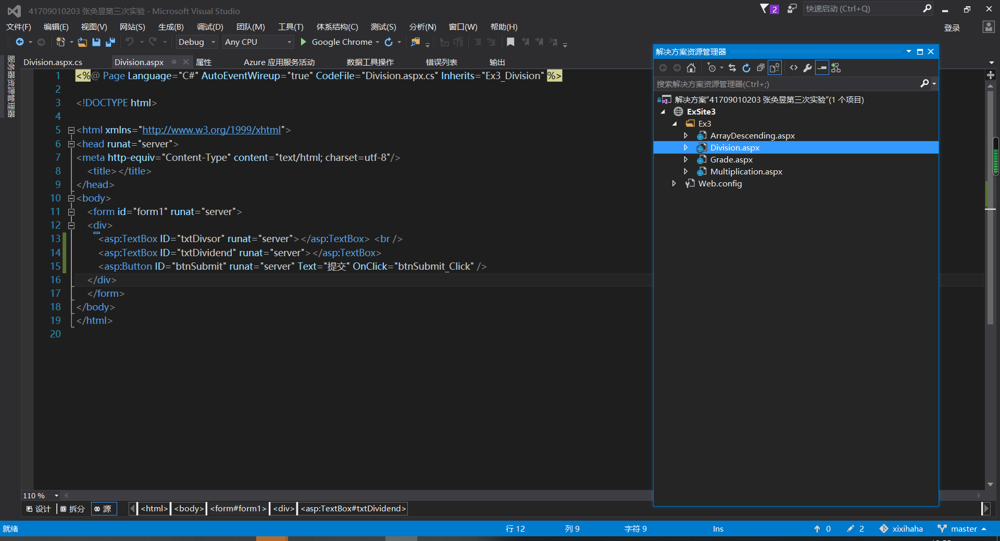 41709010203 张奂昱第三次实验 - Microsoft Visual Studio
2
快速启动 (Ctrl+Q)
文件(F) 编辑(E) 视图(V) 网站(S) 生成(B) 调试(D) 团队(M) 工具(T) 体系结构(C) 测试(S) 分析(N) 窗口(W) 帮助(H)
登录
Debug Any CPU Google Chrome
服务器资源管理器
Division.aspx.cs Division.aspx 属性 Azure 应用服务活动 数据工具操作 错误列表 输出
1 <%@ Page Language="C#" AutoEventWireup="true" CodeFile="Division.aspx.cs" Inherits="Ex3_Division" %>
2
3 <!DOCTYPE html>
4
5 <html xmlns="http://www.w3.org/1999/xhtml">
6 <head runat="server">
7 <meta http-equiv="Content-Type" content="text/html; charset=utf-8"/>
8 <title></title>
9 </head>
10 <body>
11 <form id="form1" runat="server">
12 <div>
13 <asp:TextBox ID="txtDivsor" runat="server"></asp:TextBox> <br />
14 <asp:TextBox ID="txtDividend" runat="server"></asp:TextBox>
15 <asp:Button ID="btnSubmit" runat="server" Text="提交" OnClick="btnSubmit_Click" />
16 </div>
17 </form>
18 </body>
19 </html>
20
解决方案资源管理器
搜索解决方案资源管理器(Ctrl+;)
解决方案"41709010203 张奂昱第三次实验"(1 个项目)
ExSite3
Ex3
ArrayDescending.aspx
Division.aspx
Grade.aspx
Multiplication.aspx
Web.config
110 %
设计 拆分 源 <html> <body> <form#form1> <div> <asp:TextBox#txtDividend>
就绪 行 12 列 9 字符 9 Ins 0 2 xixihaha master